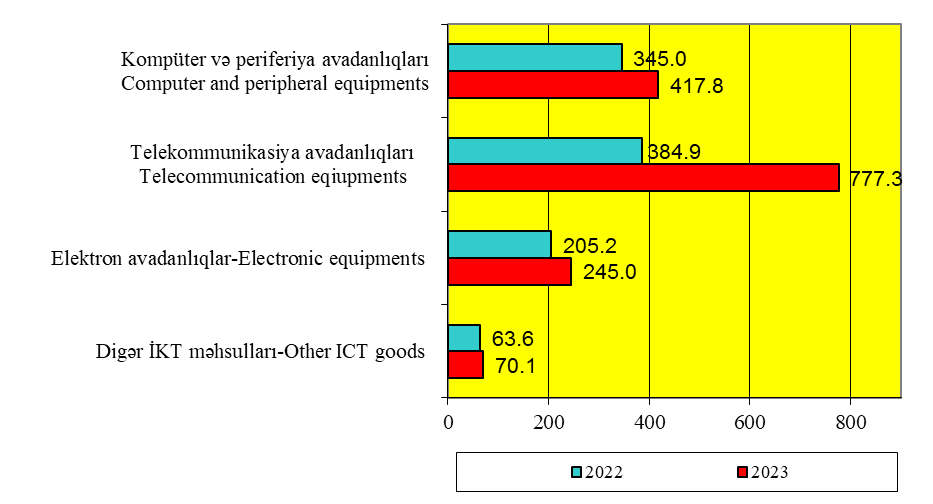 Kompüter və periferiya avadanlıqları
Computer and peripheral equipments
345.0
417.8
Telekommunikasiya avadanlıqları
Telecommunication eqiupments
384.9
777.3
Elektron avadanlıqlar-Electronic equipments
205.2
245.0
Digər İKT məhsulları-Other ICT goods
63.6
70.1
0 200 400 600 800
2022 2023